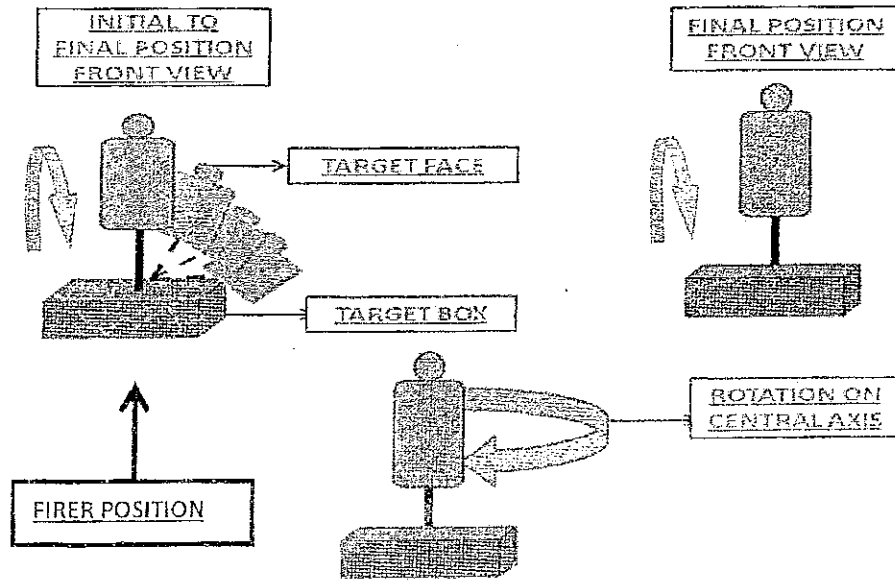 INITIAL TO
FINAL POSITION
FRONT VIEW
FINAL POSITION
FRONT VIEW
TARGET FACE
TARGET BOX
ROTATION ON
CENTRAL AXIS
FIRER POSITION